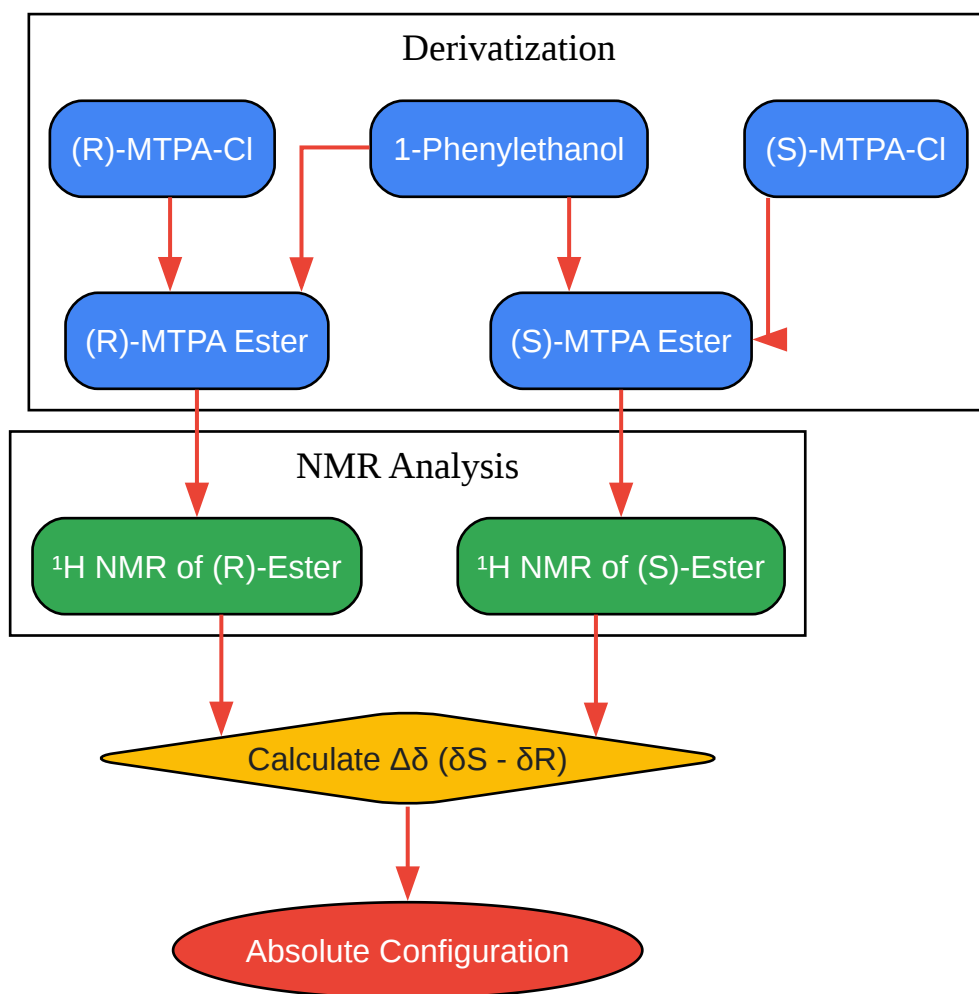 Derivatization
(R)-MTPA-Cl
1-Phenylethanol
(S)-MTPA-Cl
(R)-MTPA Ester
(S)-MTPA Ester
NMR Analysis
¹H NMR of (R)-Ester
¹H NMR of (S)-Ester
Calculate Δδ (δS - δR)
Absolute Configuration